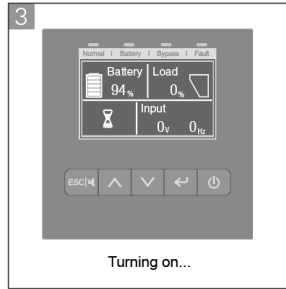 3
Normal | Battery | Bypass | Fault
Battery Load
94% 0%
Input
0V 0Hz
ESC
Turning on...